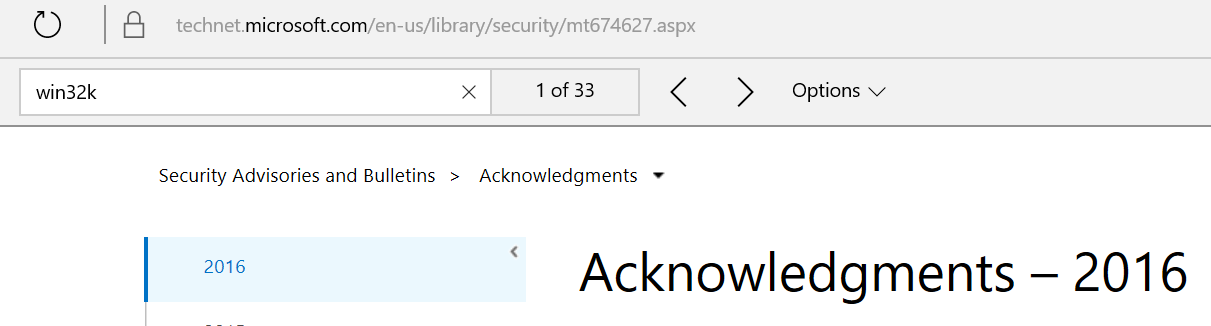 technet.microsoft.com/en-us/library/security/mt674627.aspx
win32k 1 of 33 Options
Security Advisories and Bulletins > Acknowledgments
2016
Acknowledgments – 2016